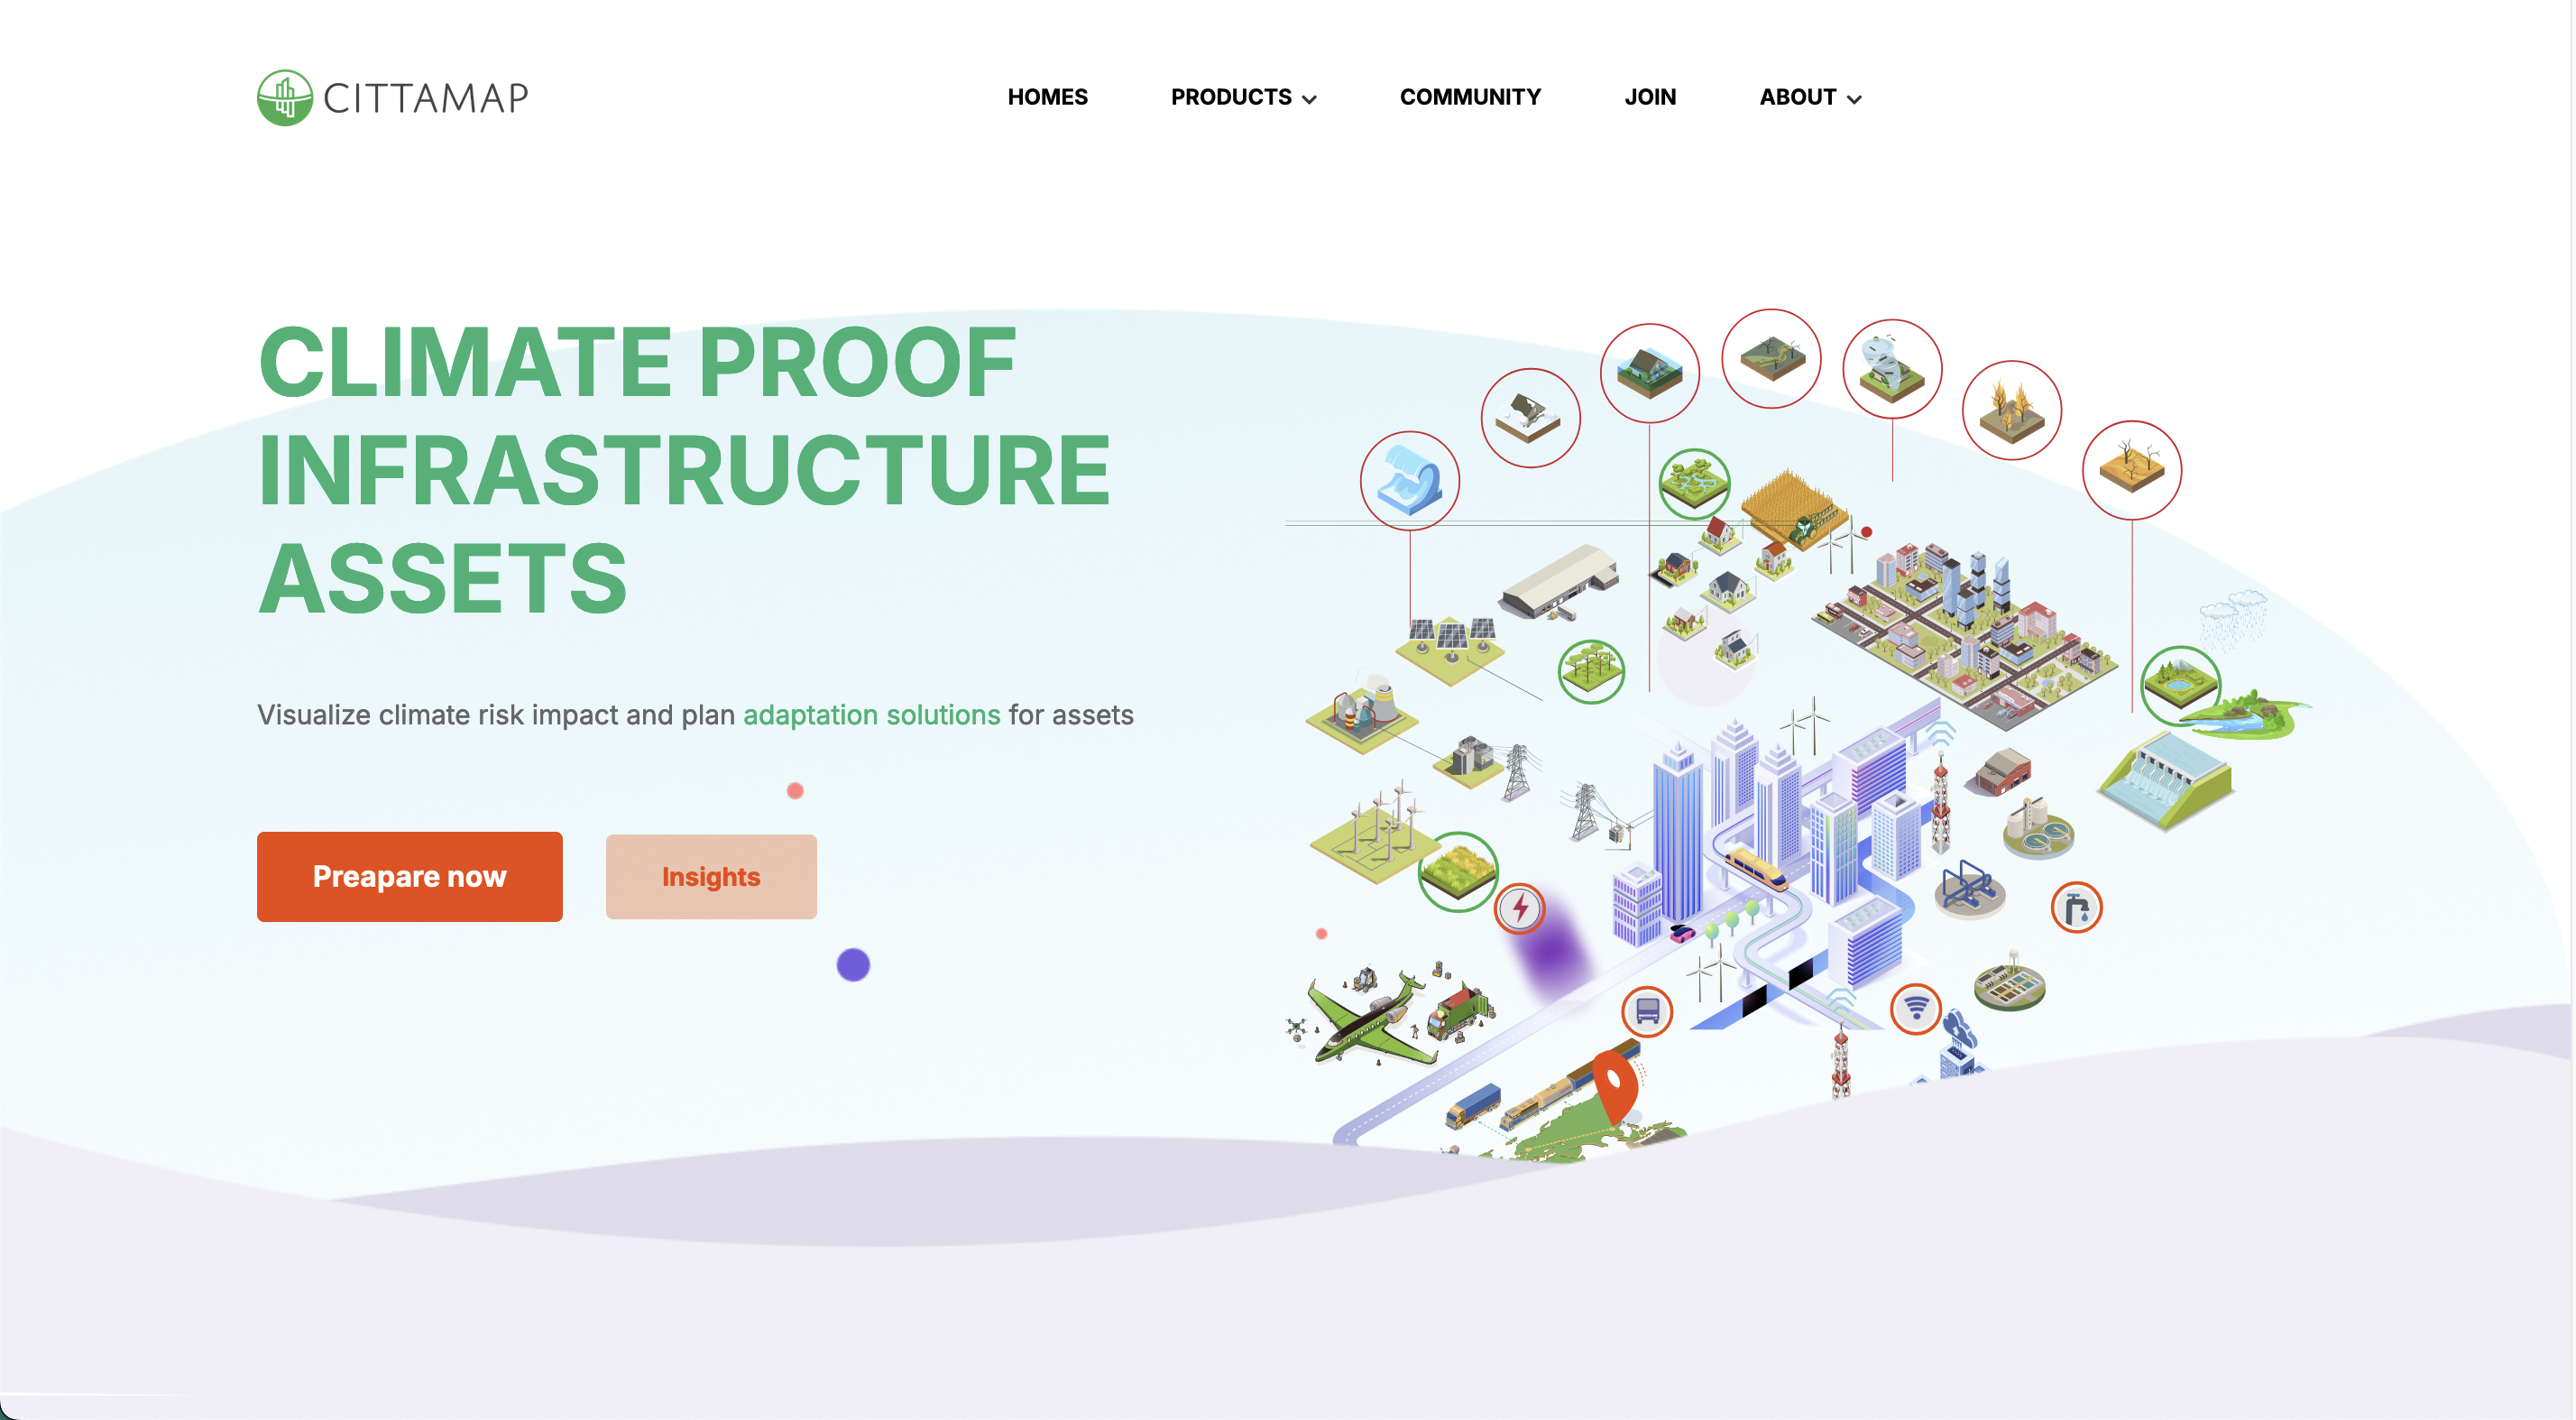 CITTAMAP
HOMES
PRODUCTS
COMMUNITY
JOIN
ABOUT
CLIMATE PROOF
INFRASTRUCTURE
ASSETS
Visualize climate risk impact and plan adaptation solutions for assets
Preapare now
Insights